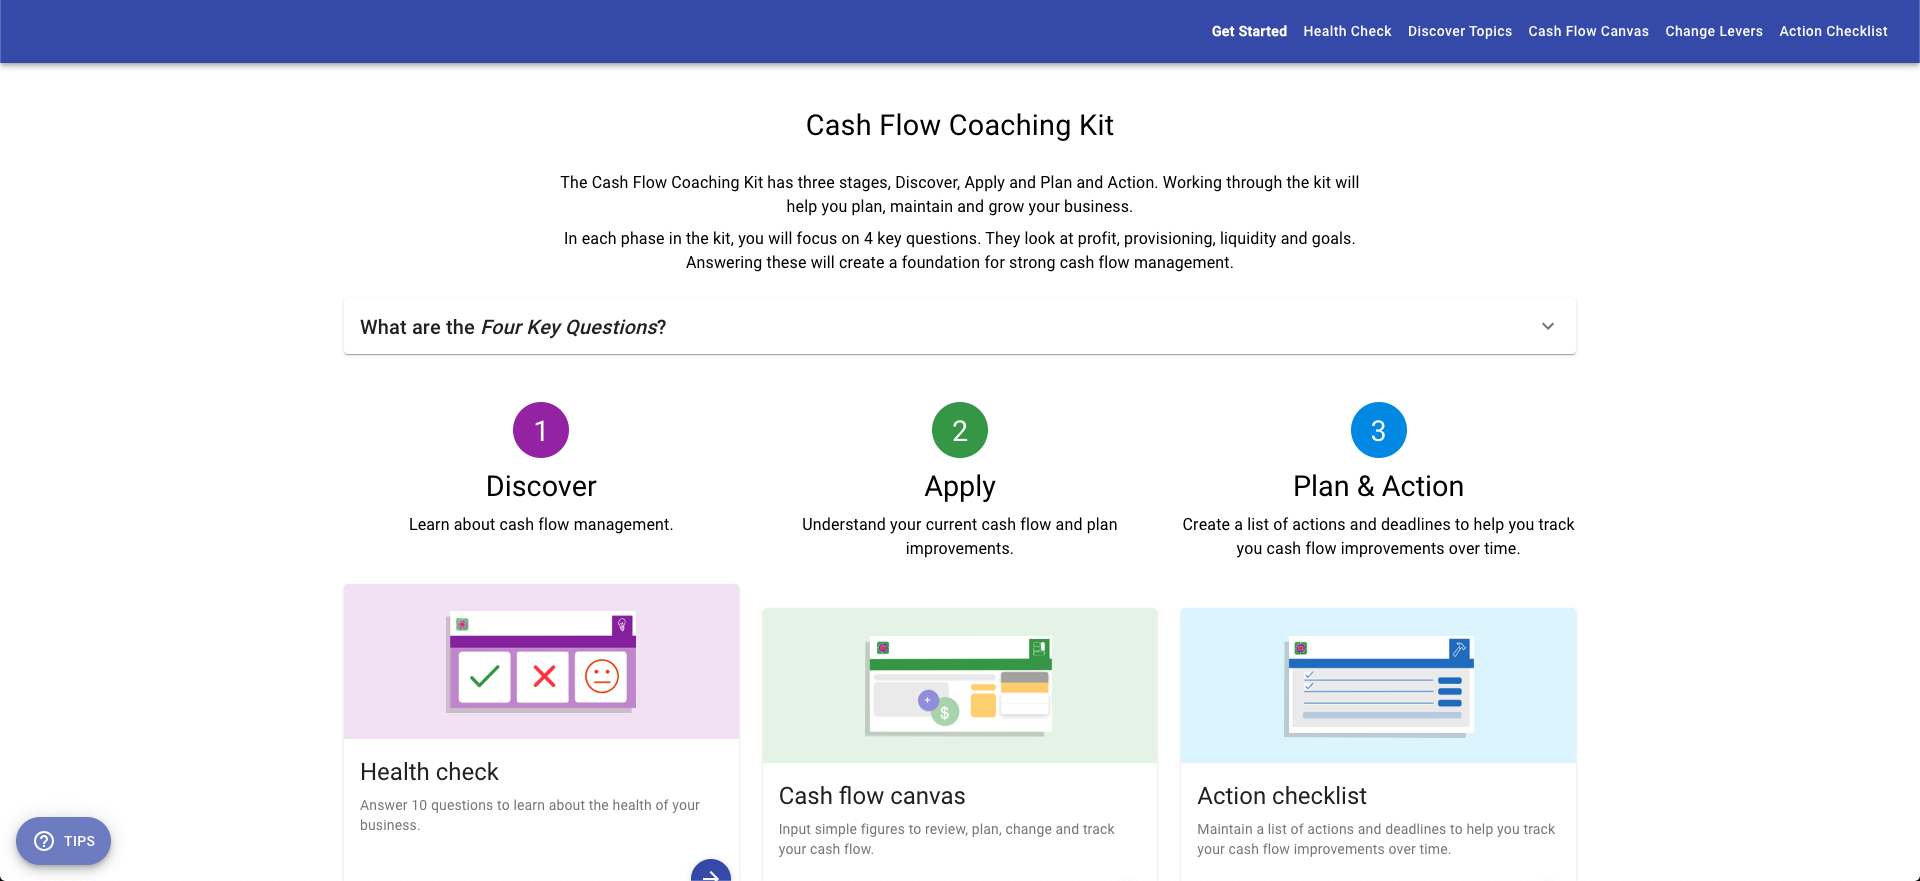 Get Started Health Check Discover Topics Cash Flow Canvas Change Levers Action Checklist
Cash Flow Coaching Kit
The Cash Flow Coaching Kit has three stages, Discover, Apply and Plan and Action. Working through the kit will
help you plan, maintain and grow your business.
In each phase in the kit, you will focus on 4 key questions. They look at profit, provisioning, liquidity and goals.
Answering these will create a foundation for strong cash flow management.
What are the Four Key Questions?
1
Discover
Learn about cash flow management.
2
Apply
Understand your current cash flow and plan
improvements.
3
Plan & Action
Create a list of actions and deadlines to help you track
you cash flow improvements over time.
Health check
Answer 10 questions to learn about the health of your
business.
$
Cash flow canvas
Input simple figures to review, plan, change and track
your cash flow.
Action checklist
Maintain a list of actions and deadlines to help you track
your cash flow improvements over time.
? TIPS